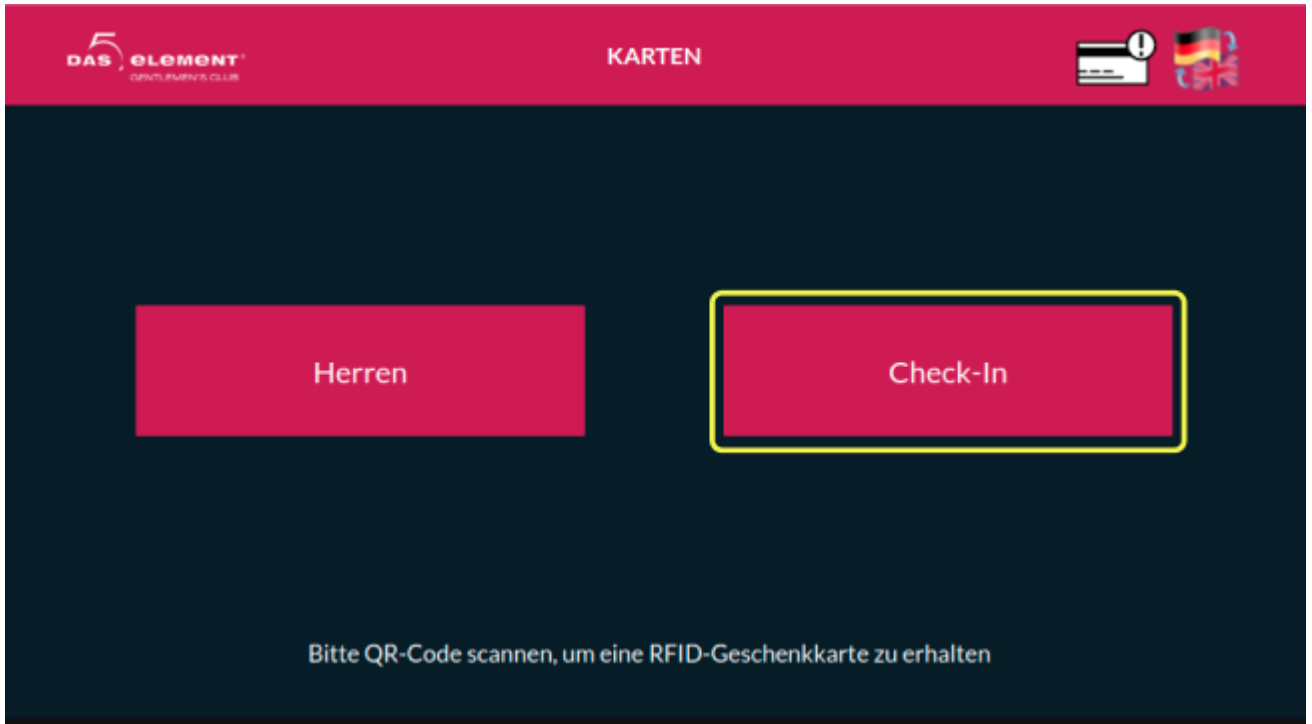 5
DAS ELEMENT
GENTLEMEN'S CLUB
KARTEN
Herren
Check-In
Bitte QR-Code scannen, um eine RFID-Geschenkkarte zu erhalten